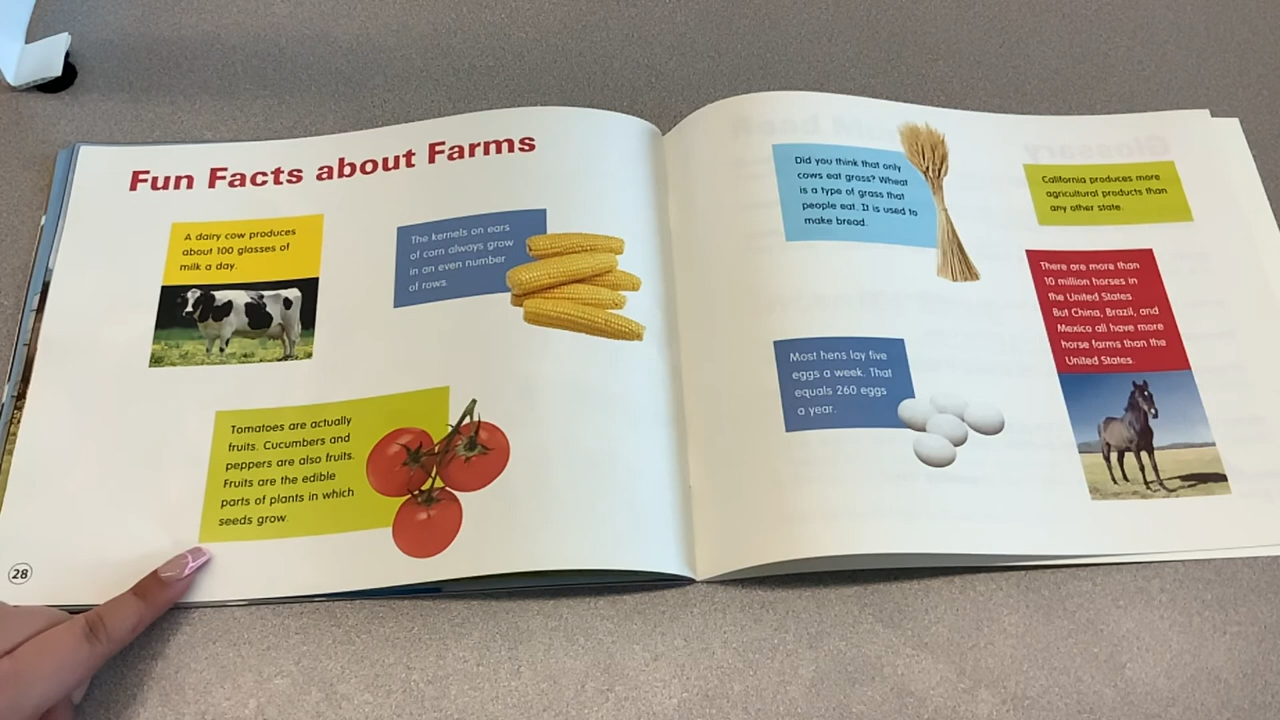 Fun Facts about Farms
A dairy cow produces
about 100 glasses of
milk a day.
The kernels on ears
of corn always grow
in an even number
of rows.
Tomatoes are actually
fruits. Cucumbers and
peppers are also fruits.
Fruits are the edible
parts of plants in which
seeds grow.
28
Did you think that only
cows eat grass? Wheat
is a type of grass that
people eat. It is used to
make bread.
California produces more
agricultural products than
any other state.
There are more than
10 million horses in
the United States.
But China, Brazil, and
Mexico all have more
horse farms than the
United States.
Most hens lay five
eggs a week. That
equals 260 eggs
a year.